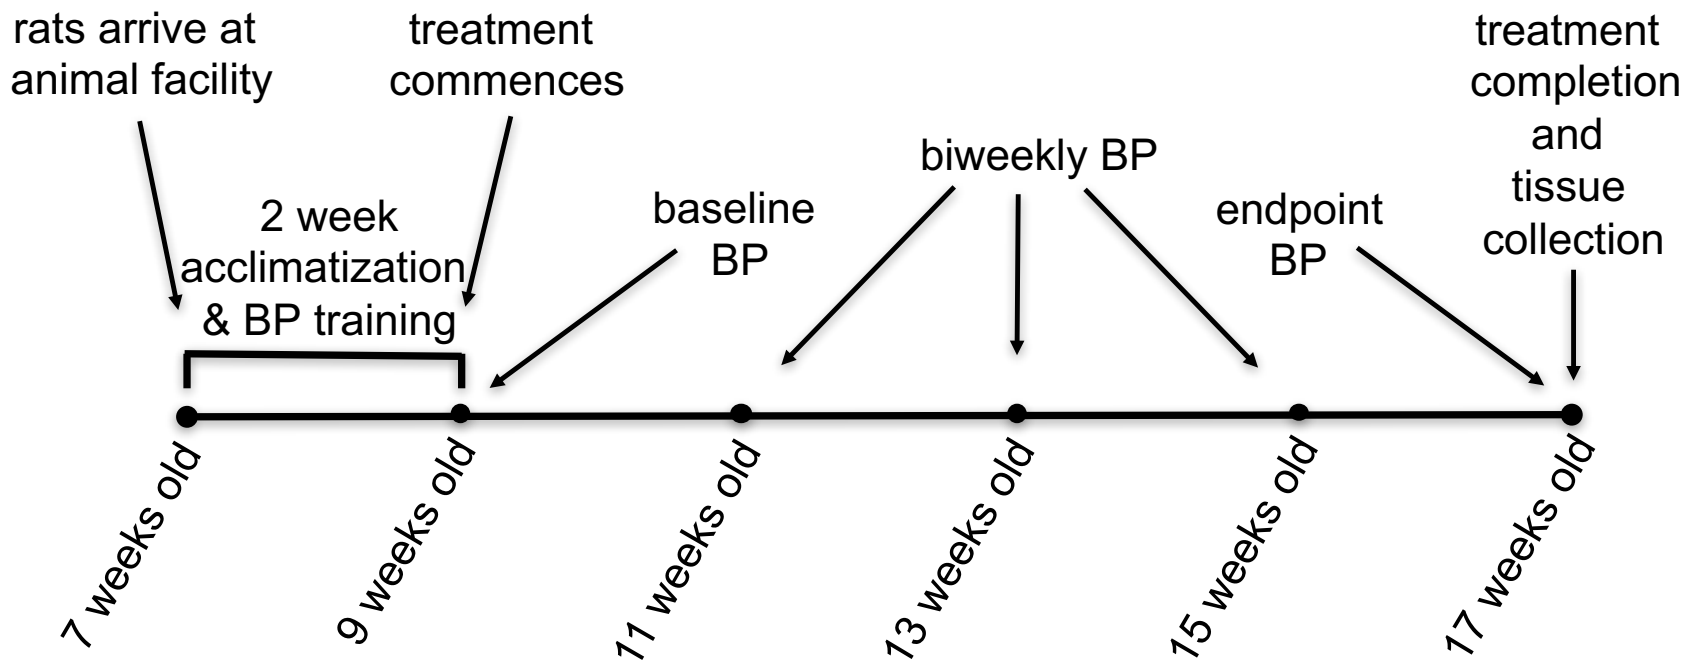 rats arrive at
animal facility
treatment
commences
2 week
acclimatization
& BP training
baseline
BP
biweekly BP
endpoint
BP
treatment
completion
and
tissue
collection
7 weeks old
9 weeks old
11 weeks old
13 weeks old
15 weeks old
17 weeks old